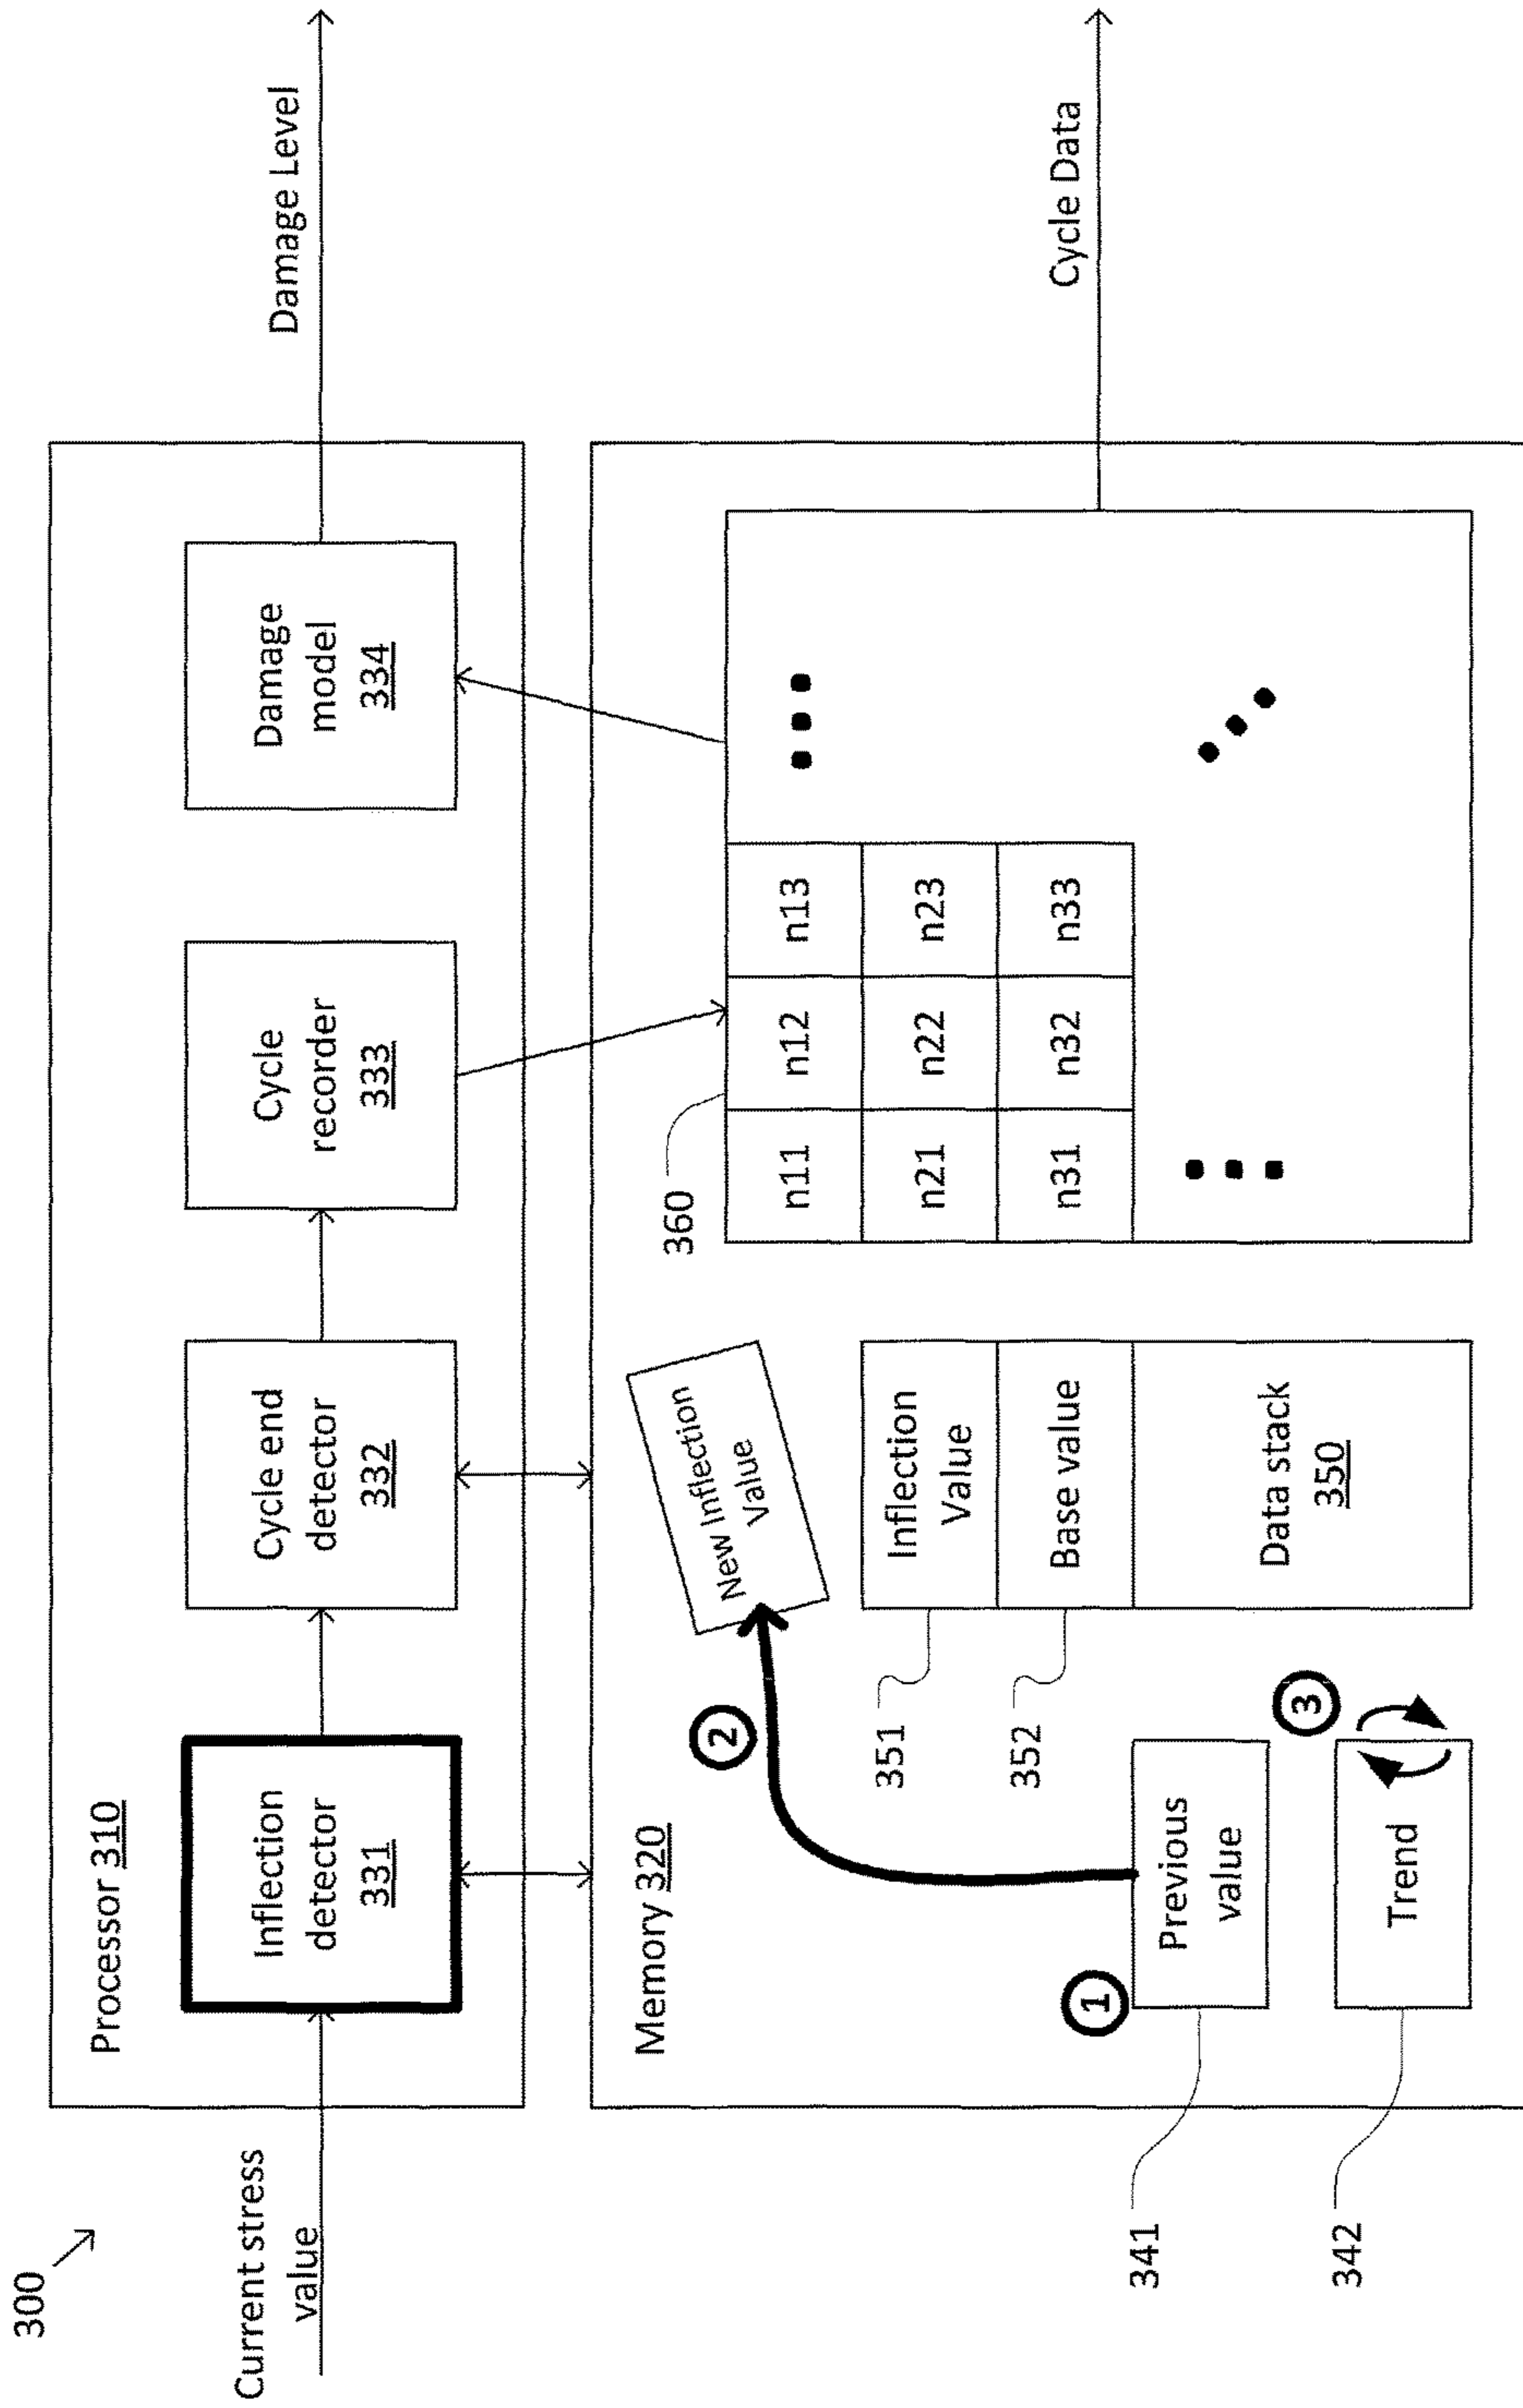 300
Current stress
value
Processor 310
Inflection
detector
331
Cycle end
detector
332
Cycle
recorder
333
Damage
model
334
Damage Level
Memory 320
341
342
1
Previous
value
Trend
2
3
351
352
New Inflection
Value
Inflection
Value
Base value
Data stack
350
360
n11 n12 n13
n21 n22 n23
n31 n32 n33
Cycle Data